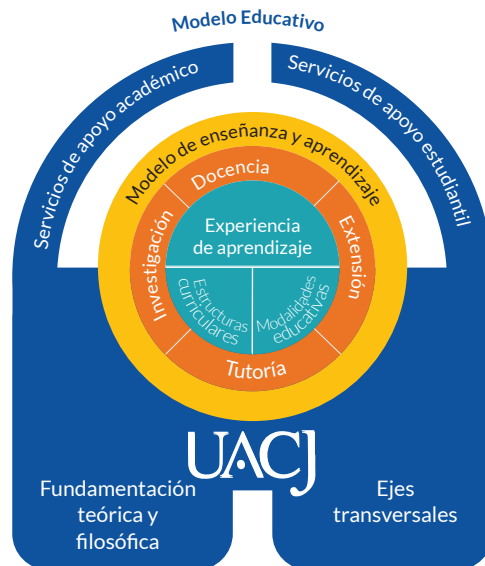 Modelo Educativo
Servicios de apoyo académico
Servicios de apoyo estudiantil
Modelo de enseñanza y aprendizaje
Docencia
Investigación
Extensión
Experiencia
de aprendizaje
Estructuras
curriculares
Modalidades
educativas
Tutoría
UACJ
Fundamentación
teórica y
filosófica
Ejes
transversales